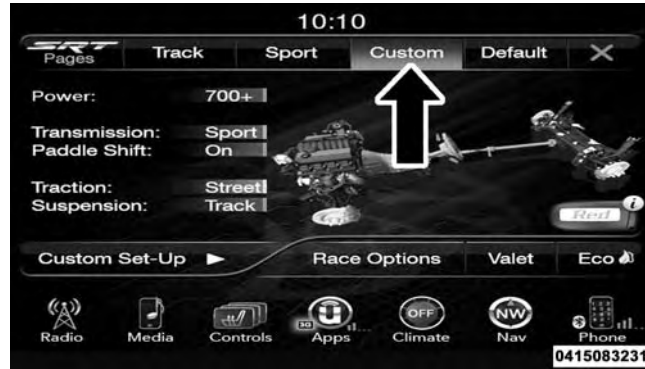 10:10
SRT Pages Track Sport Custom Default X
Power: 700+
Transmission: Sport
Paddle Shift: On
Traction: Street
Suspension: Track
Red i
Custom Set-Up Race Options Valet Eco
3G OFF NW
Radio Media Controls Apps Climate Nav Phone
0415083231